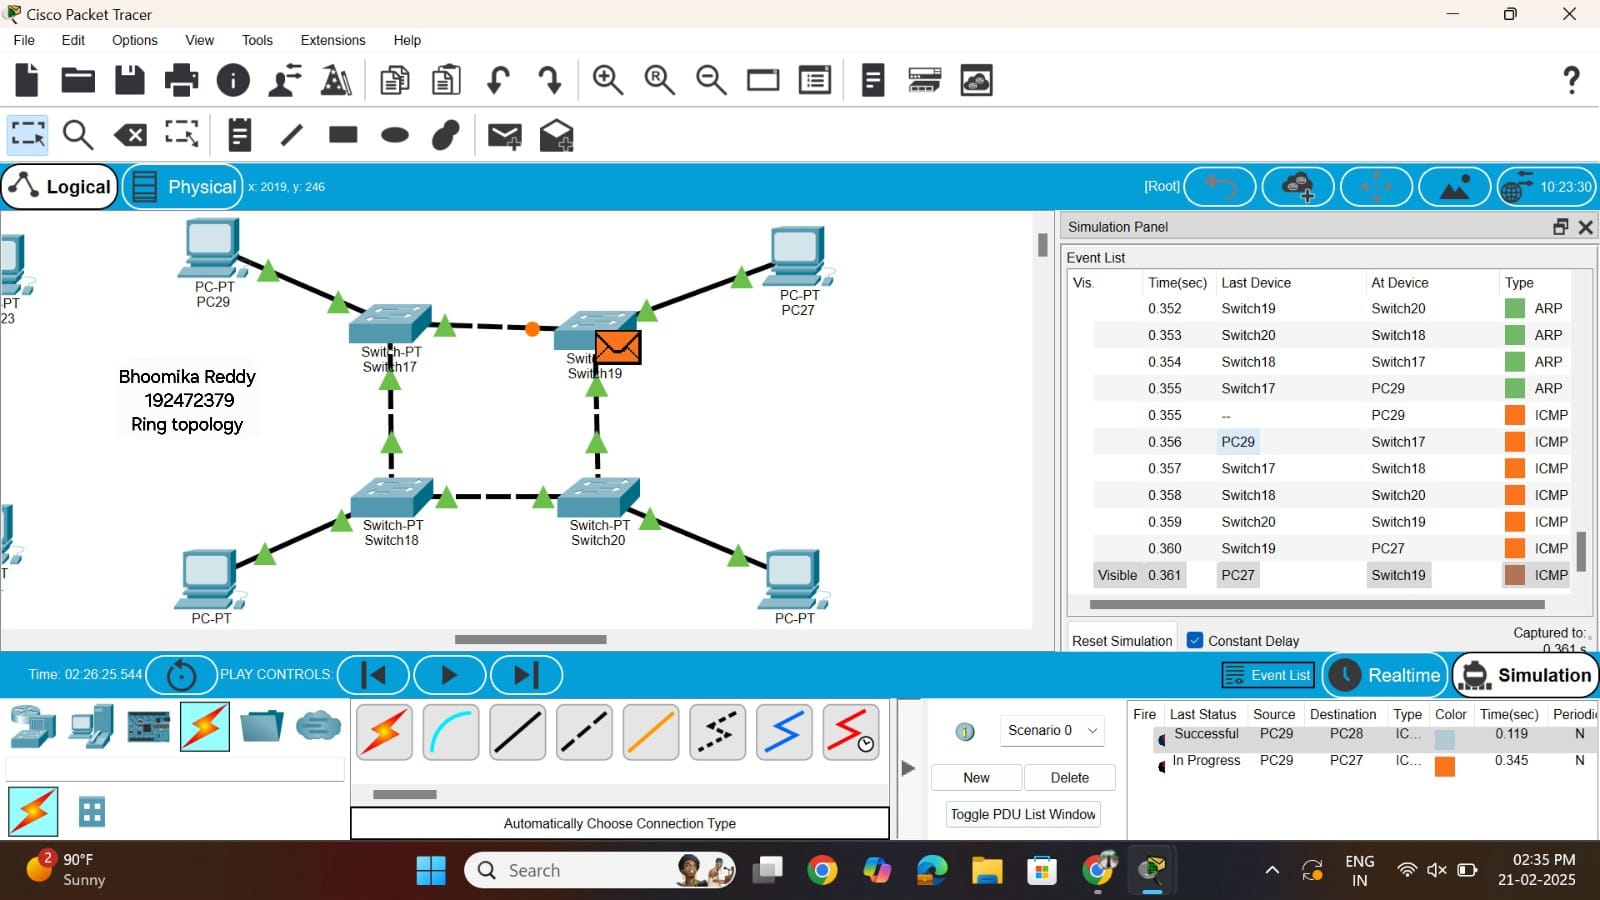 Cisco Packet Tracer
File Edit Options View Tools Extensions Help
Logical Physical x: 2019, y: 246 [Root] 10:23:30
PC-PT
PC29
PC-PT
PC27
-PT
23
Switch-PT
Switch17
Switch19
Bhoomika Reddy
192472379
Ring topology
Switch-PT
Switch18
Switch-PT
Switch20
T
PC-PT
PC-PT
Simulation Panel
Event List
Vis. Time(sec) Last Device At Device Type
0.352 Switch19 Switch20 ARP
0.353 Switch20 Switch18 ARP
0.354 Switch18 Switch17 ARP
0.355 Switch17 PC29 ARP
0.355 -- PC29 ICMP
0.356 PC29 Switch17 ICMP
0.357 Switch17 Switch18 ICMP
0.358 Switch18 Switch20 ICMP
0.359 Switch20 Switch19 ICMP
0.360 Switch19 PC27 ICMP
Visible 0.361 PC27 Switch19 ICMP
Reset Simulation Constant Delay Captured to:
0.361 s
Time: 02:26:25.544 PLAY CONTROLS: Event List Realtime Simulation
Scenario 0
New Delete
Toggle PDU List Window
Automatically Choose Connection Type
Fire Last Status Source Destination Type Color Time(sec) Periodi
Successful PC29 PC28 IC... 0.119 N
In Progress PC29 PC27 IC... 0.345 N
2 90°F
Sunny
Search
ENG
IN
02:35 PM
21-02-2025